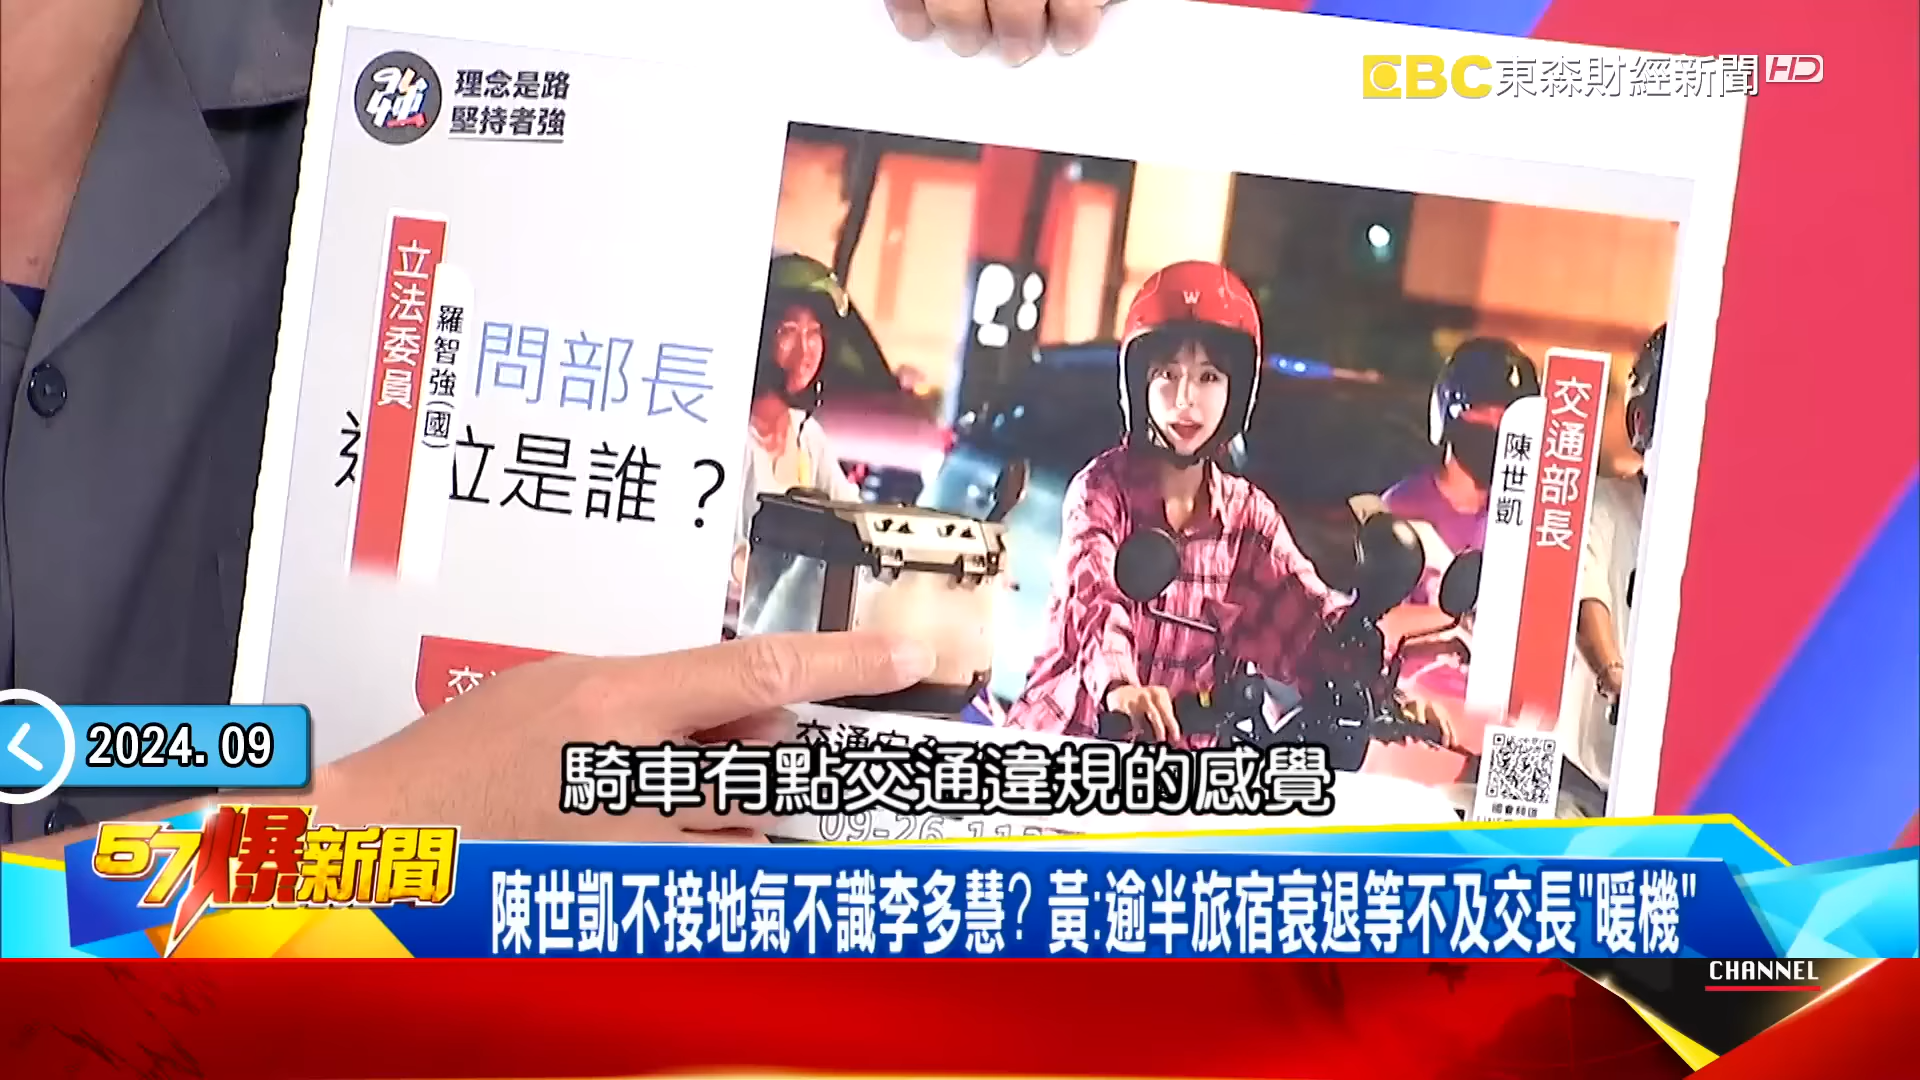 理念是路
堅持者強
EBC東森財經新聞HD
立法委員
羅智強(國)
問部長
位是誰？
W
交通部長
陳世凱
2024.09
騎車有點交通違規的感覺
57爆新聞
陳世凱不接地氣不識李多慧? 黃:逾半旅宿衰退等不及交長"暖機"
CHANNEL